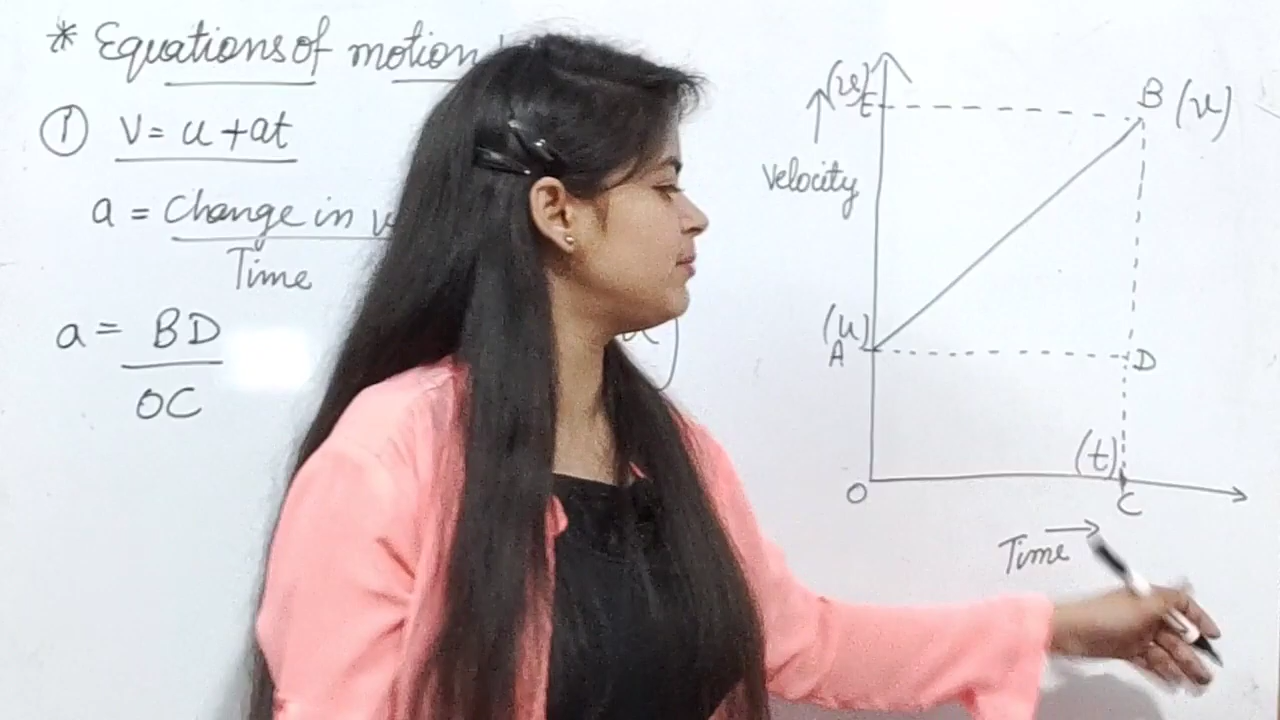 * Equations of motion
① v = u + at
a = Change in
Time
a = BD
OC
(v)
E
B (v)
Velocity
(u)
A
D
(t)
O
C
Time